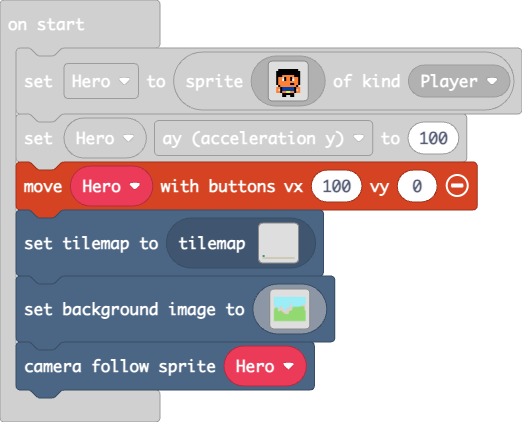 on start
set Hero to sprite of kind Player
set Hero ay (acceleration y) to 100
move Hero with buttons vx 100 vy 0
set tilemap to tilemap
set background image to
camera follow sprite Hero